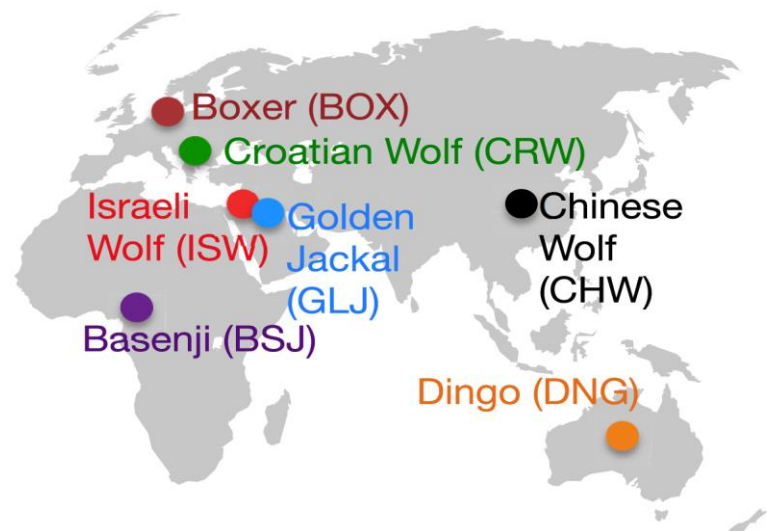 Boxer (BOX)
Croatian Wolf (CRW)
Israeli
Wolf (ISW)
Golden
Jackal
(GLJ)
Chinese
Wolf
(CHW)
Basenji (BSJ)
Dingo (DNG)